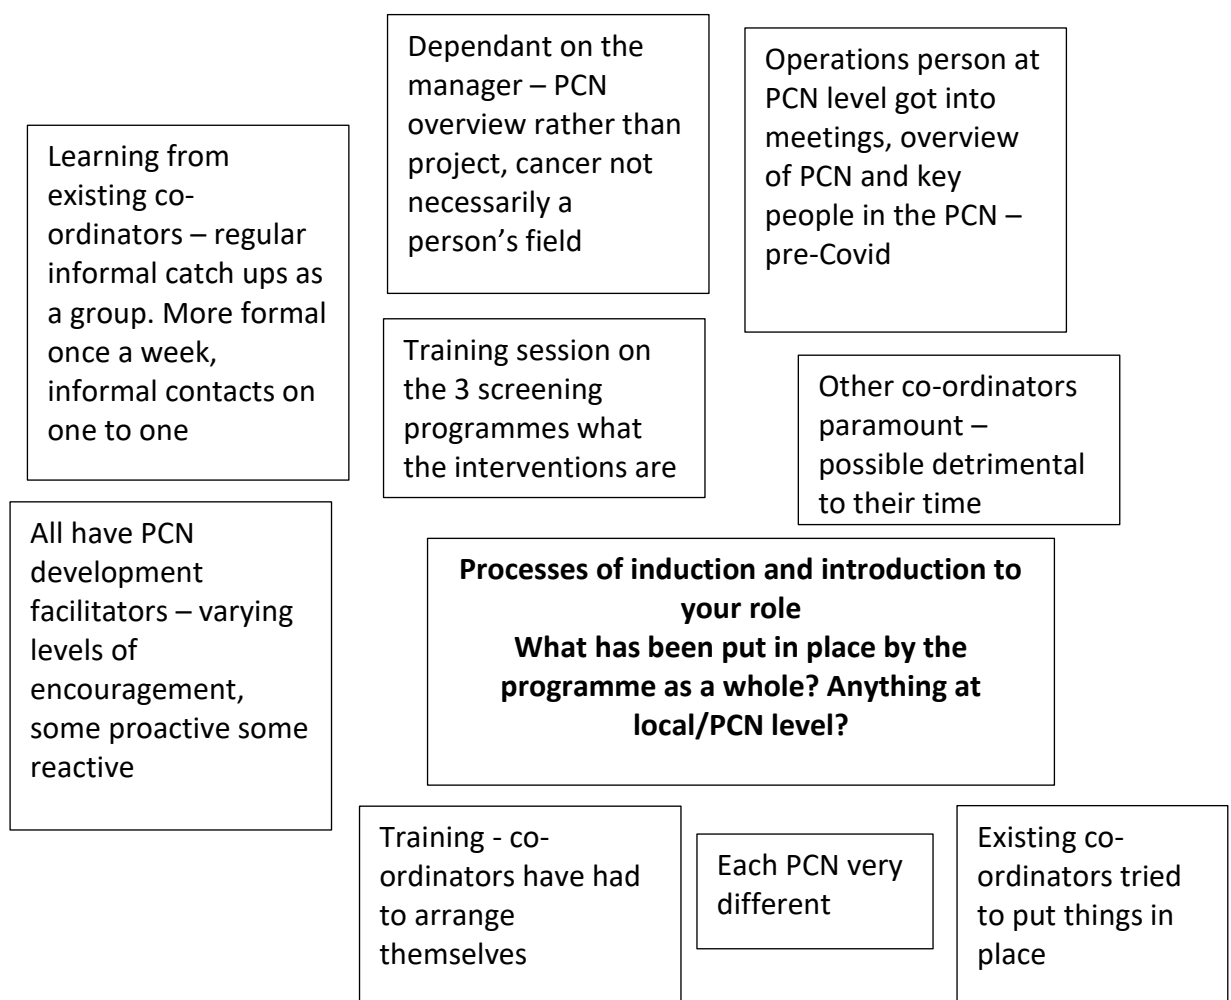 Dependant on the
manager – PCN
overview rather than
project, cancer not
necessarily a
person's field
Operations person at
PCN level got into
meetings, overview
of PCN and key
people in the PCN –
pre-Covid
Learning from
existing co-
ordinators – regular
informal catch ups as
a group. More formal
once a week,
informal contacts on
one to one
Training session on
the 3 screening
programmes what
the interventions are
Other co-ordinators
paramount –
possible detrimental
to their time
All have PCN
development
facilitators – varying
levels of
encouragement,
some proactive some
reactive
Processes of induction and introduction to
your role
What has been put in place by the
programme as a whole? Anything at
local/PCN level?
Training - co-
ordinators have had
to arrange
themselves
Each PCN very
different
Existing co-
ordinators tried
to put things in
place